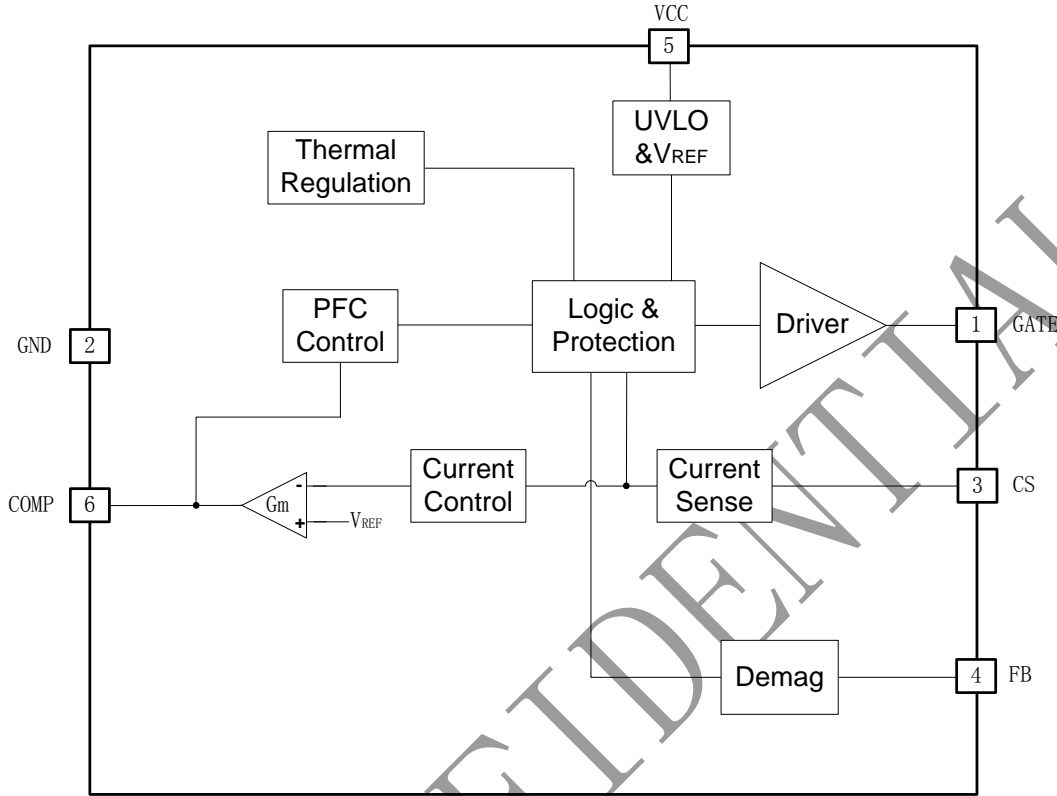 VCC
5
UVLO
&VREF
Thermal
Regulation
PFC
Control
Logic &
Protection
Driver
1
GATE
GND
2
Current
Control
Current
Sense
3
CS
COMP
6
Gm
-
+
VREF
Demag
4
FB
FIDENTIAL